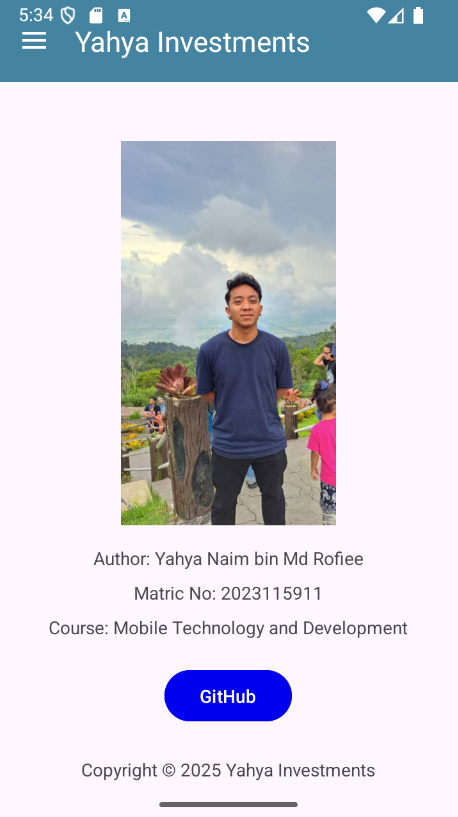 5:34
Yahya Investments
Author: Yahya Naim bin Md Rofiee
Matric No: 2023115911
Course: Mobile Technology and Development
GitHub
Copyright © 2025 Yahya Investments